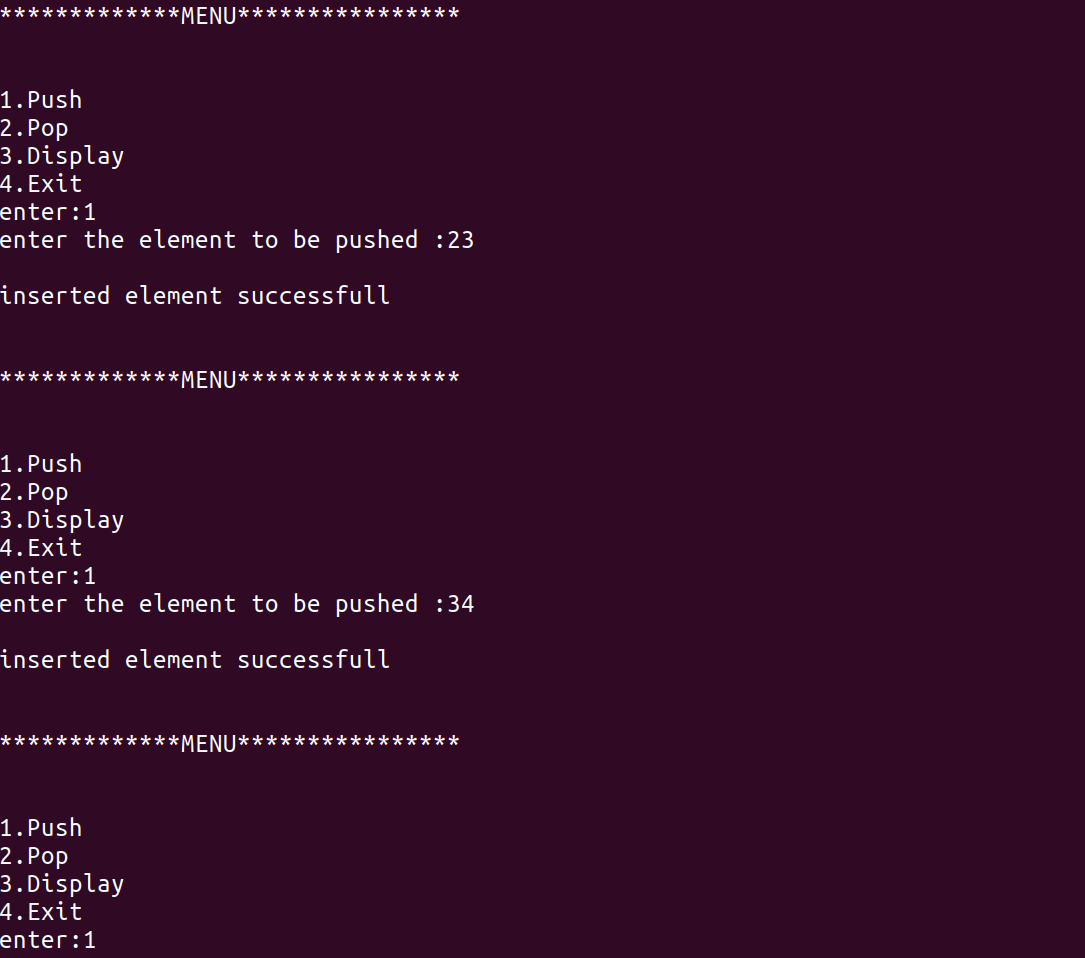 *************MENU****************
1.Push
2.Pop
3.Display
4.Exit
enter:1
enter the element to be pushed :23
inserted element successfull
*************MENU****************
1.Push
2.Pop
3.Display
4.Exit
enter:1
enter the element to be pushed :34
inserted element successfull
*************MENU****************
1.Push
2.Pop
3.Display
4.Exit
enter:1